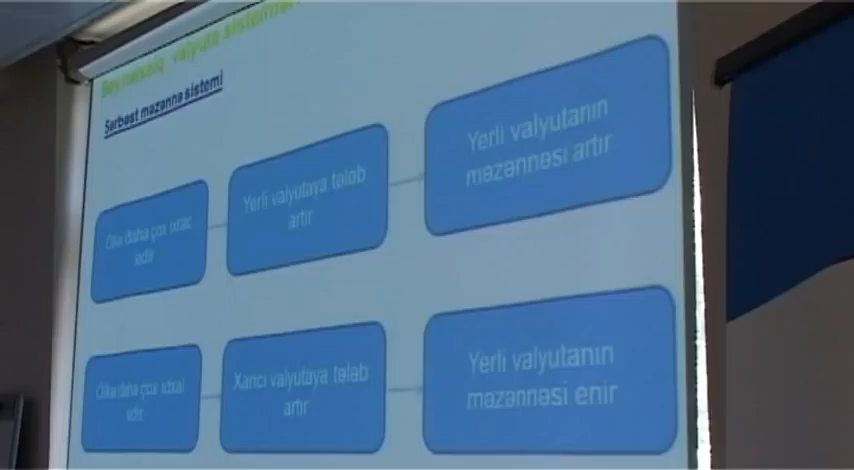 Beynəlxalq valyuta sistemləri
Sərbəst məzənnə sistemi
Ölkə daha çox ixrac
edir
Yerli valyutaya tələb
artır
Yerli valyutanın
məzənnəsi artır
Ölkə daha çox idxal
edir
Xarici valyutaya tələb
artır
Yerli valyutanın
məzənnəsi enir